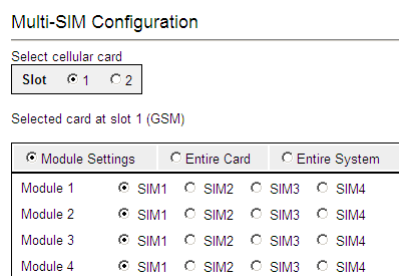 Multi-SIM Configuration
Select cellular card
Slot 1 2
Selected card at slot 1 (GSM)
Module Settings Entire Card Entire System
Module 1 SIM1 SIM2 SIM3 SIM4
Module 2 SIM1 SIM2 SIM3 SIM4
Module 3 SIM1 SIM2 SIM3 SIM4
Module 4 SIM1 SIM2 SIM3 SIM4